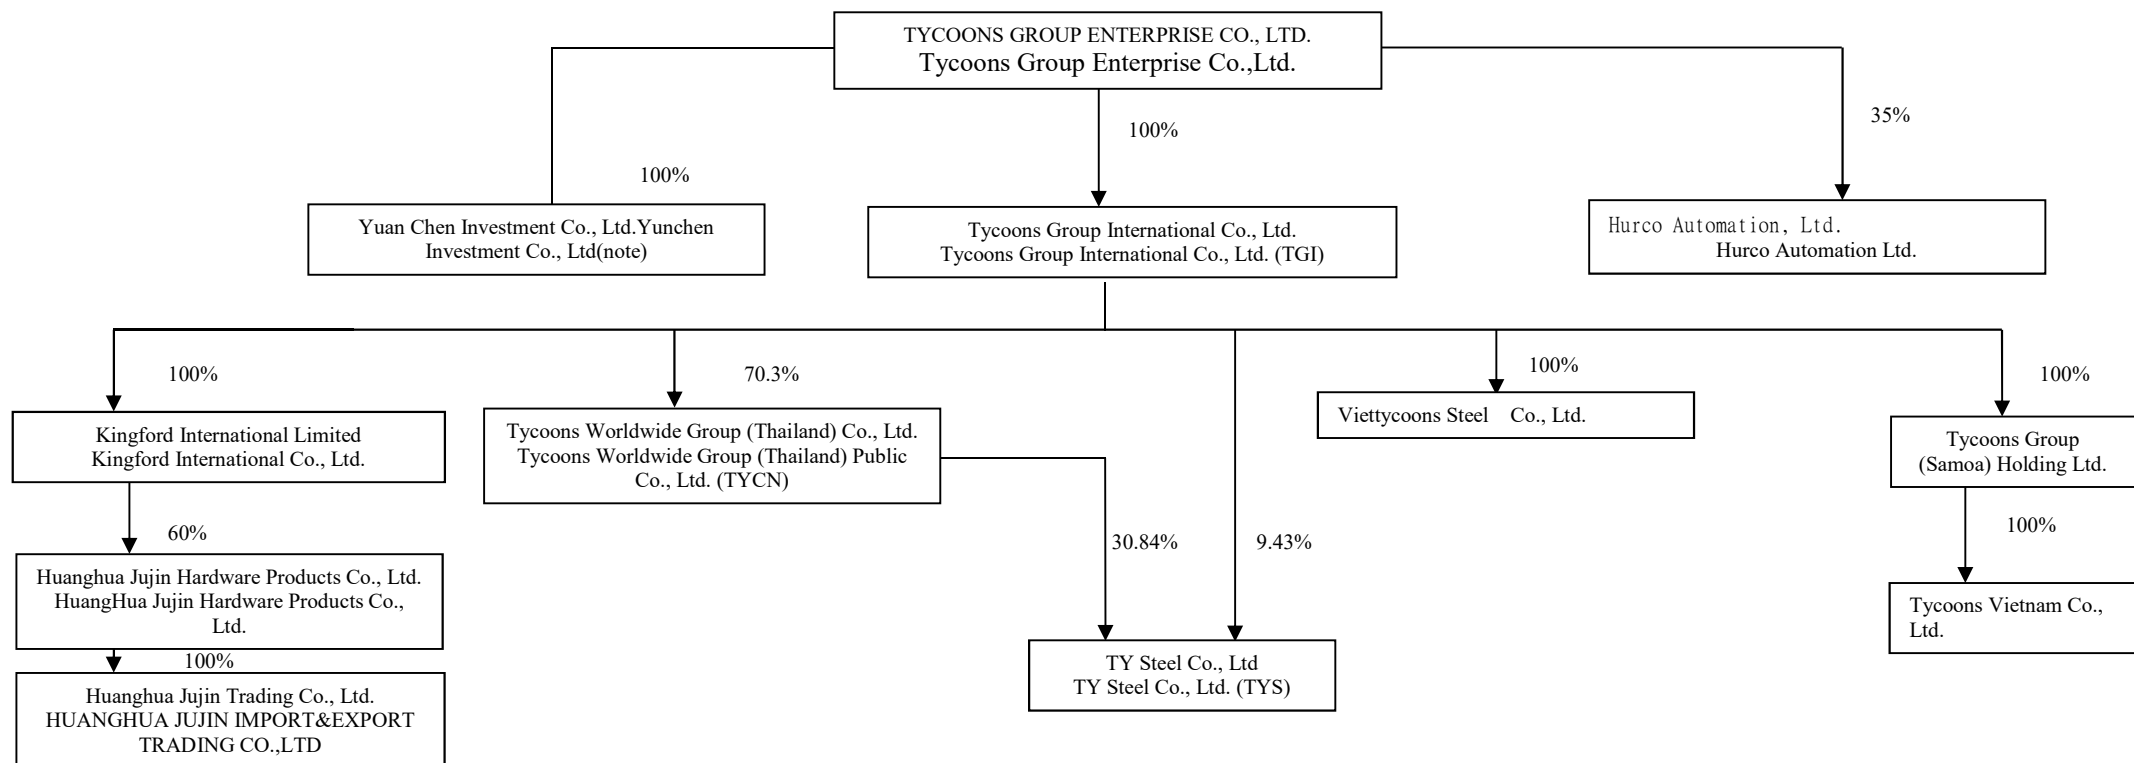 TYCOONS GROUP ENTERPRISE CO., LTD.
Tycoons Group Enterprise Co.,Ltd.
100%
35%
100%
Yuan Chen Investment Co., Ltd.Yunchen
Investment Co., Ltd(note)
Tycoons Group International Co., Ltd.
Tycoons Group International Co., Ltd. (TGI)
Hurco Automation, Ltd.
Hurco Automation Ltd.
100%
70.3%
100%
100%
Kingford International Limited
Kingford International Co., Ltd.
Tycoons Worldwide Group (Thailand) Co., Ltd.
Tycoons Worldwide Group (Thailand) Public
Co., Ltd. (TYCN)
Viettycoons Steel Co., Ltd.
Tycoons Group
(Samoa) Holding Ltd.
60%
30.84%
9.43%
100%
Huanghua Jujin Hardware Products Co., Ltd.
HuangHua Jujin Hardware Products Co.,
Ltd.
Tycoons Vietnam Co.,
Ltd.
100%
TY Steel Co., Ltd
TY Steel Co., Ltd. (TYS)
Huanghua Jujin Trading Co., Ltd.
HUANGHUA JUJIN IMPORT&EXPORT
TRADING CO.,LTD